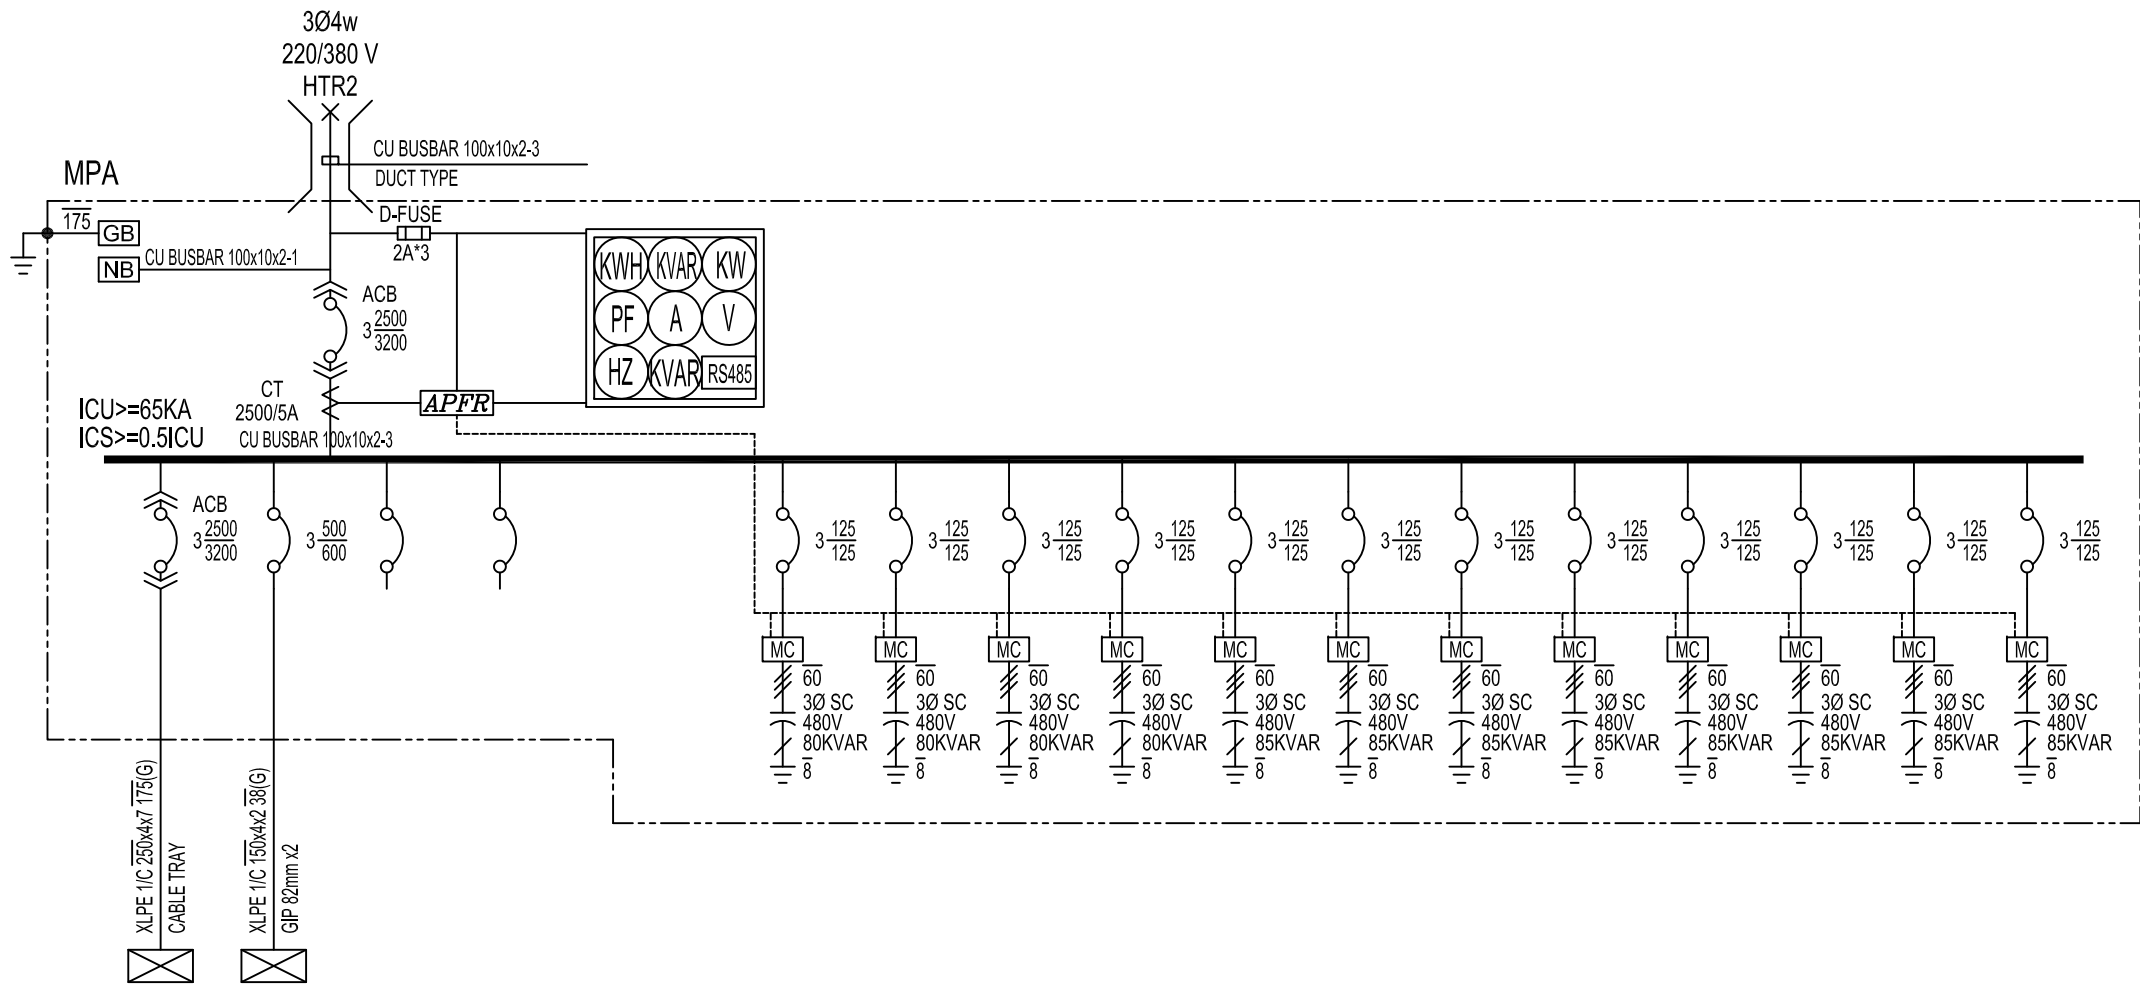 3Ø4w
220/380 V
HTR2
CU BUSBAR 100x10x2-3
DUCT TYPE
MPA
175
GB
NB
CU BUSBAR 100x10x2-1
D-FUSE
2A*3
KWH
KVAR
KW
PF
A
V
HZ
KVAR
RS485
ACB
3 2500
3200
CT
2500/5A
APFR
ICU>=65KA
ICS>=0.5ICU
CU BUSBAR 100x10x2-3
ACB
3 2500
3200
3 500
600
3 125
125
3 125
125
3 125
125
3 125
125
3 125
125
3 125
125
3 125
125
3 125
125
3 125
125
3 125
125
3 125
125
3 125
125
MC
60
3Ø SC
480V
80KVAR
8
MC
60
3Ø SC
480V
80KVAR
8
MC
60
3Ø SC
480V
80KVAR
8
MC
60
3Ø SC
480V
80KVAR
8
MC
60
3Ø SC
480V
85KVAR
8
MC
60
3Ø SC
480V
85KVAR
8
MC
60
3Ø SC
480V
85KVAR
8
MC
60
3Ø SC
480V
85KVAR
8
MC
60
3Ø SC
480V
85KVAR
8
MC
60
3Ø SC
480V
85KVAR
8
MC
60
3Ø SC
480V
85KVAR
8
MC
60
3Ø SC
480V
85KVAR
8
XLPE 1/C 250x4x7 175(G)
CABLE TRAY
XLPE 1/C 150x4x2 38(G)
GIP 82mm x2